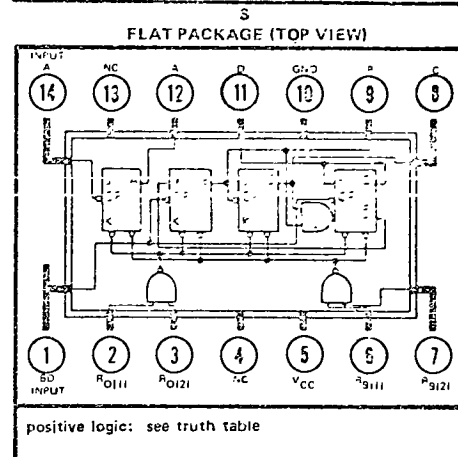 S
FLAT PACKAGE (TOP VIEW)
INPUT
A NC A D GND B C
14 13 12 11 10 9 8
1 2 3 4 5 6 7
BD INPUT R0(1) R0(2) NC VCC R9(1) R9(2)
positive logic: see truth table